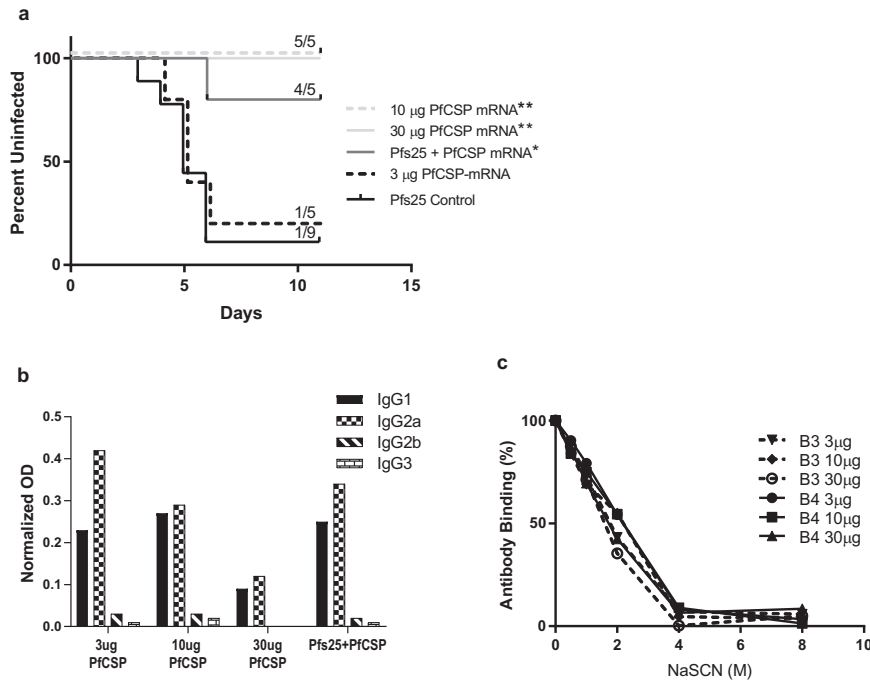 a
Percent Uninfected
100
50
0
0
5
10
15
Days
5/5
4/5
1/5
1/9
10 μg PfCSP mRNA**
30 μg PfCSP mRNA**
Pfs25 + PfCSP mRNA*
3 μg PfCSP-mRNA
Pfs25 Control
b
Normalized OD
0.5
0.4
0.3
0.2
0.1
0.0
IgG1
IgG2a
IgG2b
IgG3
3ug
PfCSP
10ug
PfCSP
30ug
PfCSP
Pfs25+PfCSP
c
Antibody Binding (%)
100
50
0
0
2
4
6
8
10
NaSCN (M)
B3 3μg
B3 10μg
B3 30μg
B4 3μg
B4 10μg
B4 30μg